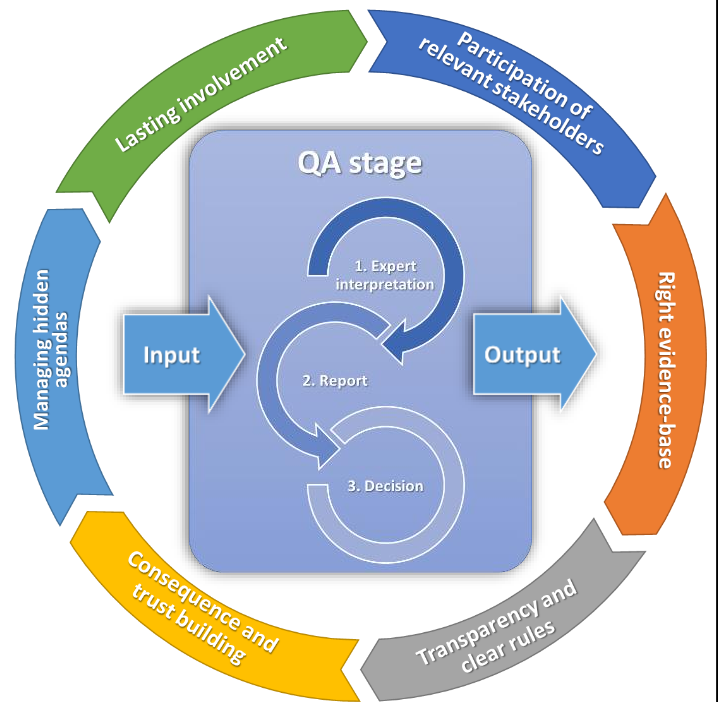 Lasting involvement
Participation of
relevant stakeholders
QA stage
1. Expert
interpretation
Managing hidden
agendas
Input
Output
Right evidence-base
2. Report
3. Decision
Consequence and
trust building
Transparency and
clear rules